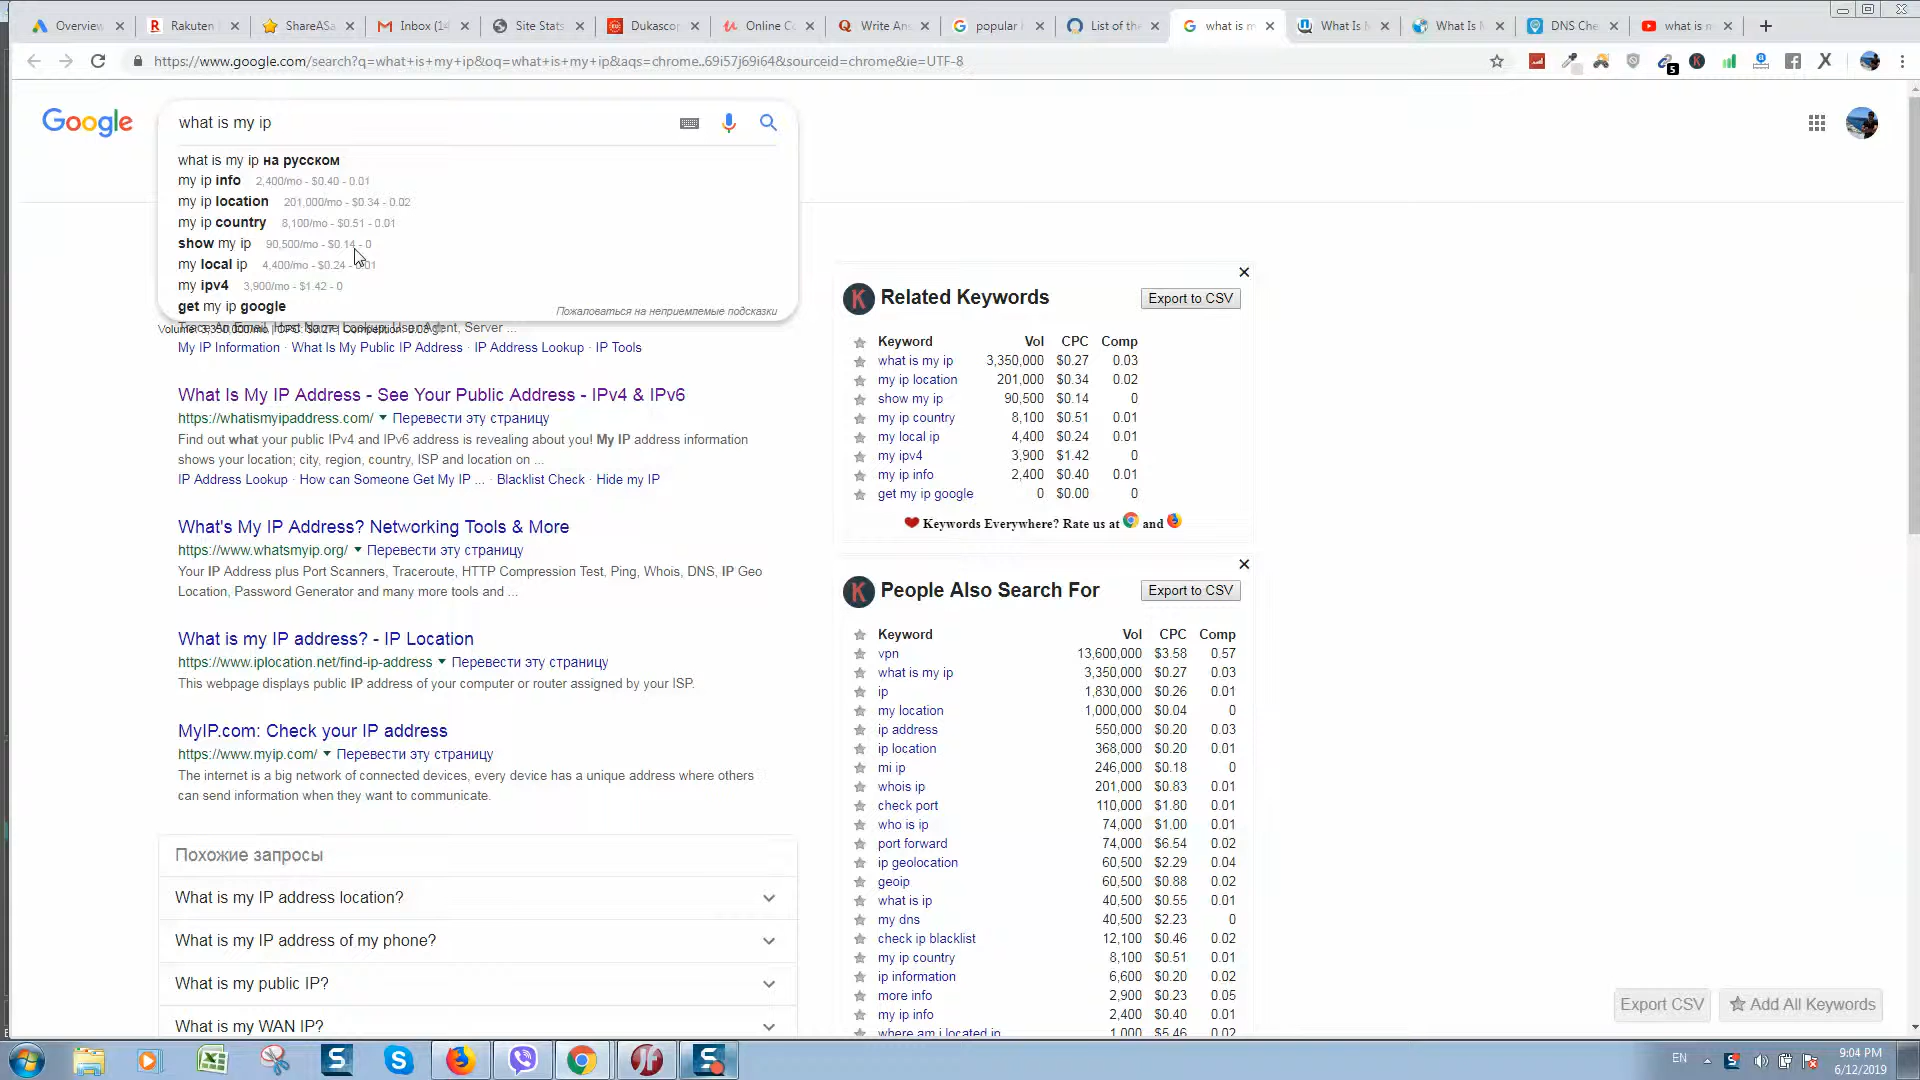 Overview
Rakuten
ShareASa
Inbox (14
Site Stats
Dukascop
Online Co
Write An
popular
List of the
what is m
What Is M
What Is M
DNS Che
what is m
https://www.google.com/search?q=what+is+my+ip&oq=what+is+my+ip&aqs=chrome..69i57j69i64&sourceid=chrome&ie=UTF-8
5
Google
what is my ip
what is my ip на русском
my ip info 2,400/mo - $0.40 - 0.01
my ip location 201,000/mo - $0.34 - 0.02
my ip country 8,100/mo - $0.51 - 0.01
show my ip 90,500/mo - $0.14 - 0
my local ip 4,400/mo - $0.24 - 0.01
my ipv4 3,900/mo - $1.42 - 0
get my ip google
Пожаловаться на неприемлемые подсказки
Trace An Email, Host Name Lookup, User Agent, Server ...
My IP Information · What Is My Public IP Address · IP Address Lookup · IP Tools
What Is My IP Address - See Your Public Address - IPv4 & IPv6
https://whatismyipaddress.com/ Перевести эту страницу
Find out what your public IPv4 and IPv6 address is revealing about you! My IP address information
shows your location; city, region, country, ISP and location on ...
IP Address Lookup · How can Someone Get My IP ... · Blacklist Check · Hide my IP
What's My IP Address? Networking Tools & More
https://www.whatsmyip.org/ Перевести эту страницу
Your IP Address plus Port Scanners, Traceroute, HTTP Compression Test, Ping, Whois, DNS, IP Geo
Location, Password Generator and many more tools and ...
What is my IP address? - IP Location
https://www.iplocation.net/find-ip-address Перевести эту страницу
This webpage displays public IP address of your computer or router assigned by your ISP.
MyIP.com: Check your IP address
https://www.myip.com/ Перевести эту страницу
The internet is a big network of connected devices, every device has a unique address where others
can send information when they want to communicate.
Похожие запросы
What is my IP address location?
What is my IP address of my phone?
What is my public IP?
What is my WAN IP?
K Related Keywords Export to CSV
Keyword Vol CPC Comp
what is my ip 3,350,000 $0.27 0.03
my ip location 201,000 $0.34 0.02
show my ip 90,500 $0.14 0
my ip country 8,100 $0.51 0.01
my local ip 4,400 $0.24 0.01
my ipv4 3,900 $1.42 0
my ip info 2,400 $0.40 0.01
get my ip google 0 $0.00 0
Keywords Everywhere? Rate us at and
K People Also Search For Export to CSV
Keyword Vol CPC Comp
vpn 13,600,000 $3.58 0.57
what is my ip 3,350,000 $0.27 0.03
ip 1,830,000 $0.26 0.01
my location 1,000,000 $0.04 0
ip address 550,000 $0.20 0.03
ip location 368,000 $0.20 0.01
mi ip 246,000 $0.18 0
whois ip 201,000 $0.83 0.01
check port 110,000 $1.80 0.01
who is ip 74,000 $1.00 0.01
port forward 74,000 $6.54 0.02
ip geolocation 60,500 $2.29 0.04
geoip 60,500 $0.88 0.02
what is ip 40,500 $0.55 0.01
my dns 40,500 $2.23 0
check ip blacklist 12,100 $0.46 0.02
my ip country 8,100 $0.51 0.01
ip information 6,600 $0.20 0.02
more info 2,900 $0.23 0.05
my ip info 2,400 $0.40 0.01
where am i located ip 1,000 $5.46 0.02
Export CSV
Add All Keywords
EN
9:04 PM
6/12/2019